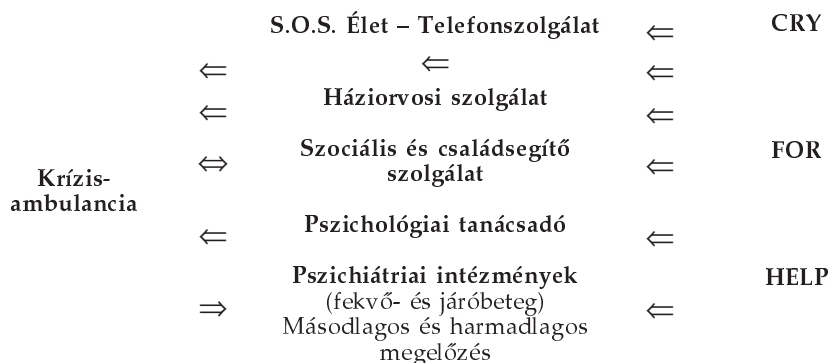 S.O.S. Élet – Telefonszolgálat ⇐ CRY
⇐ ⇐ ⇐
Háziorvosi szolgálat
⇐ ⇐
Szociális és családsegítő
szolgálat
⇔ ⇐ FOR
Krízis-
ambulancia
Pszichológiai tanácsadó
⇐ ⇐
Pszichiátriai intézmények HELP
(fekvő- és járóbeteg)
⇒ ⇐
Másodlagos és harmadlagos
megelőzés